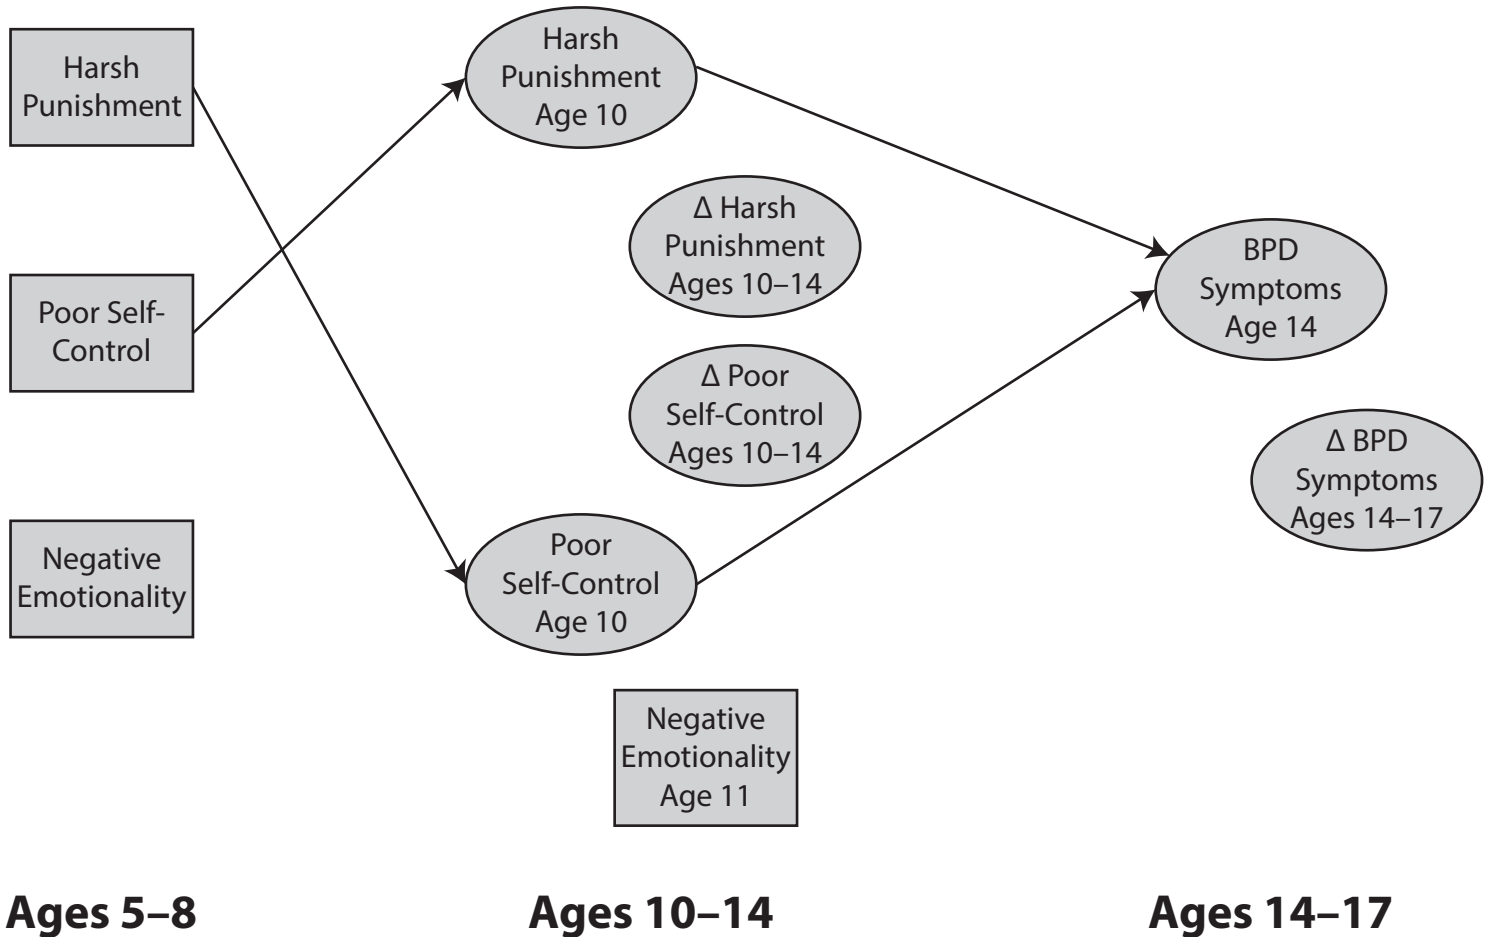 Harsh
Punishment
Poor Self-
Control
Negative
Emotionality
Harsh
Punishment
Age 10
Δ Harsh
Punishment
Ages 10–14
Δ Poor
Self-Control
Ages 10–14
Poor
Self-Control
Age 10
Negative
Emotionality
Age 11
BPD
Symptoms
Age 14
Δ BPD
Symptoms
Ages 14–17
Ages 5–8
Ages 10–14
Ages 14–17